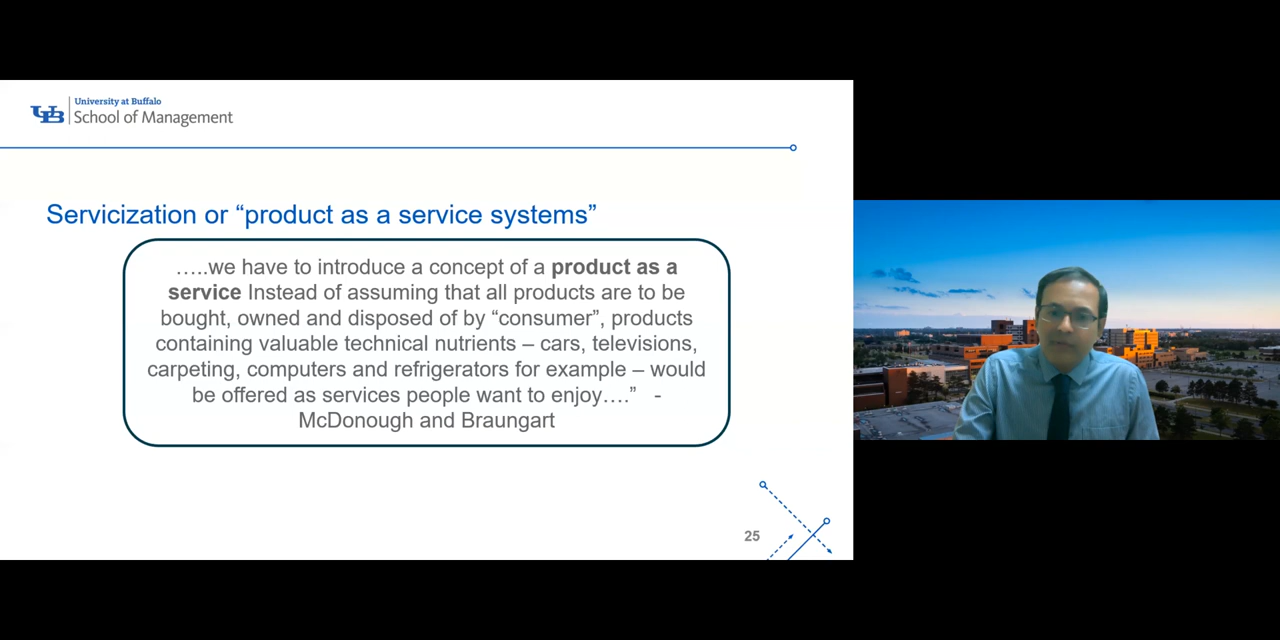 University at Buffalo
School of Management
Servicization or “product as a service systems”
…..we have to introduce a concept of a product as a
service Instead of assuming that all products are to be
bought, owned and disposed of by “consumer”, products
containing valuable technical nutrients – cars, televisions,
carpeting, computers and refrigerators for example – would
be offered as services people want to enjoy….” -
McDonough and Braungart
25